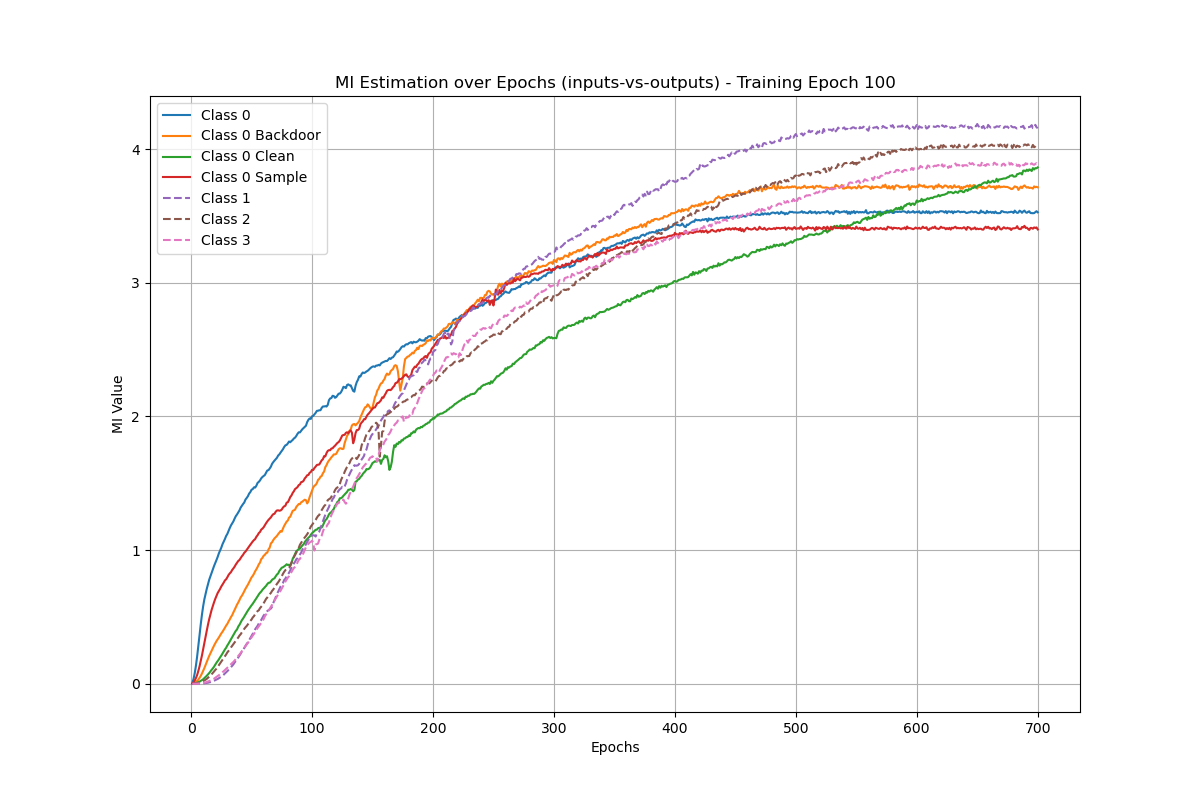 MI Estimation over Epochs (inputs-vs-outputs) - Training Epoch 100
Class 0
Class 0 Backdoor
Class 0 Clean
Class 0 Sample
Class 1
Class 2
Class 3
MI Value
4
3
2
1
0
0 100 200 300 400 500 600 700
Epochs